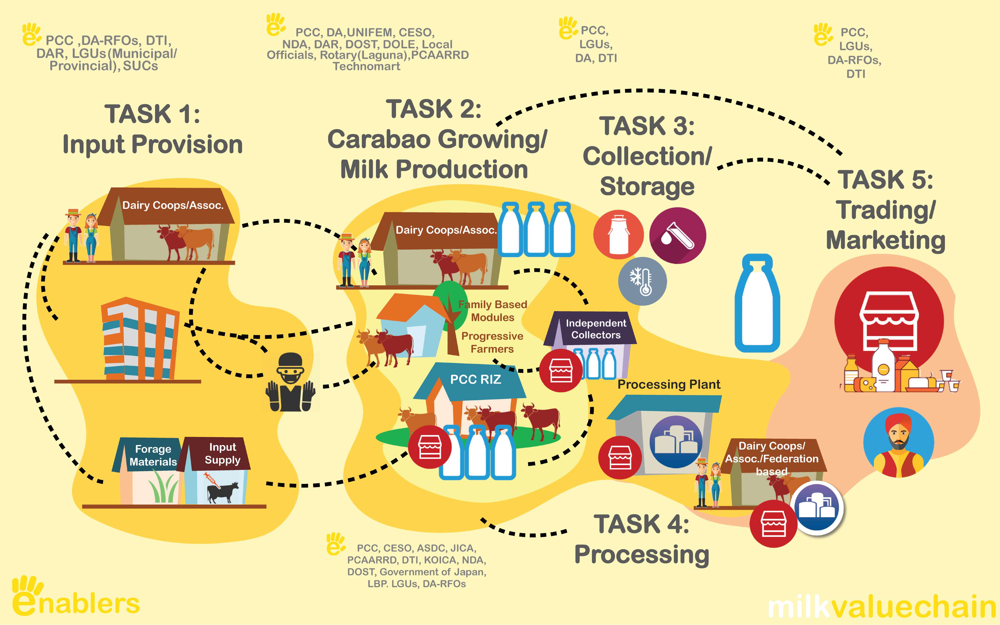 PCC ,DA-RFOs, DTI,
DAR, LGUs(Municipal/
Provincial), SUCs
PCC, DA,UNIFEM, CESO,
NDA, DAR, DOST, DOLE, Local
Officials, Rotary(Laguna),PCAARRD
Technomart
PCC,
LGUs,
DA, DTI
PCC,
LGUs,
DA-RFOs,
DTI
TASK 1:
Input Provision
TASK 2:
Carabao Growing/
Milk Production
TASK 3:
Collection/
Storage
TASK 5:
Trading/
Marketing
Dairy Coops/Assoc.
Forage
Materials
Input
Supply
Dairy Coops/Assoc.
Family Based
Modules
Progressive
Farmers
PCC RIZ
Independent
Collectors
Processing Plant
Dairy Coops/
Assoc./Federation
based
TASK 4:
Processing
PCC, CESO, ASDC, JICA,
PCAARRD, DTI, KOICA, NDA,
DOST, Government of Japan,
LBP. LGUs, DA-RFOs
enablers
milkvaluechain